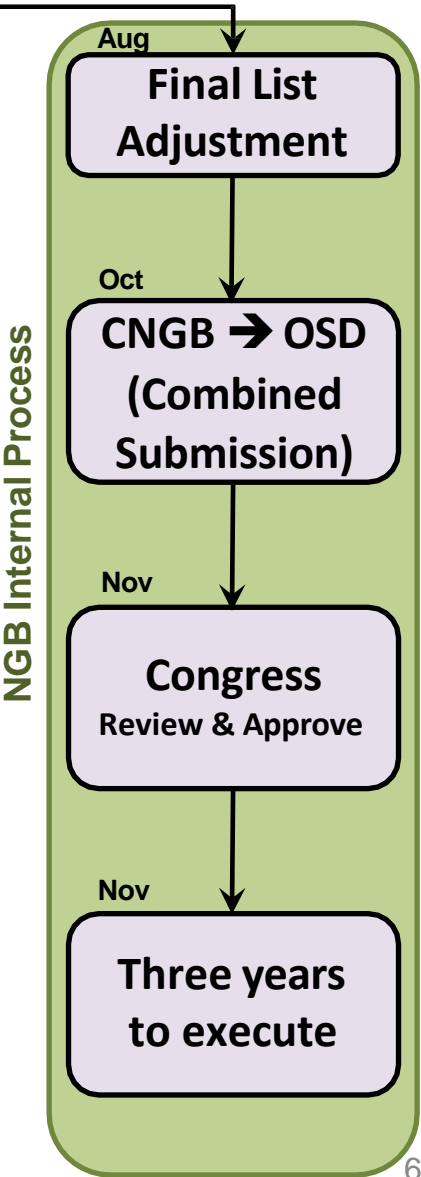 Aug
Final List
Adjustment
Oct
CNGB ➔ OSD
(Combined
Submission)
Nov
Congress
Review & Approve
Nov
Three years
to execute
NGB Internal Process
6